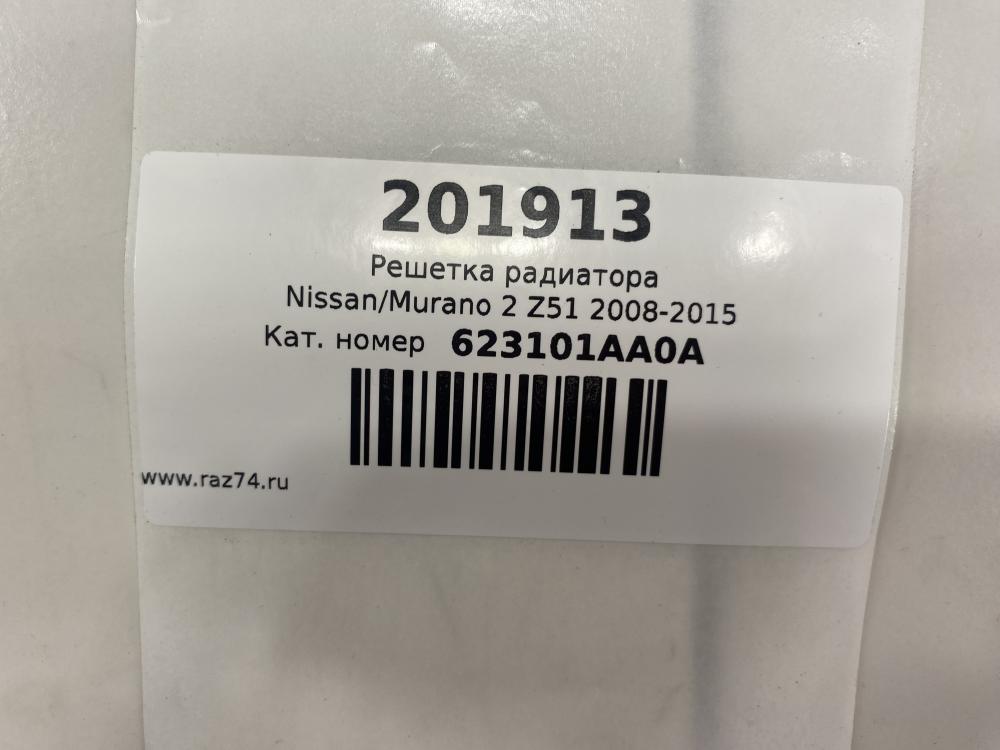 201913
Решетка радиатора
Nissan/Murano 2 Z51 2008-2015
Кат. номер 623101AA0A
www.raz74.ru